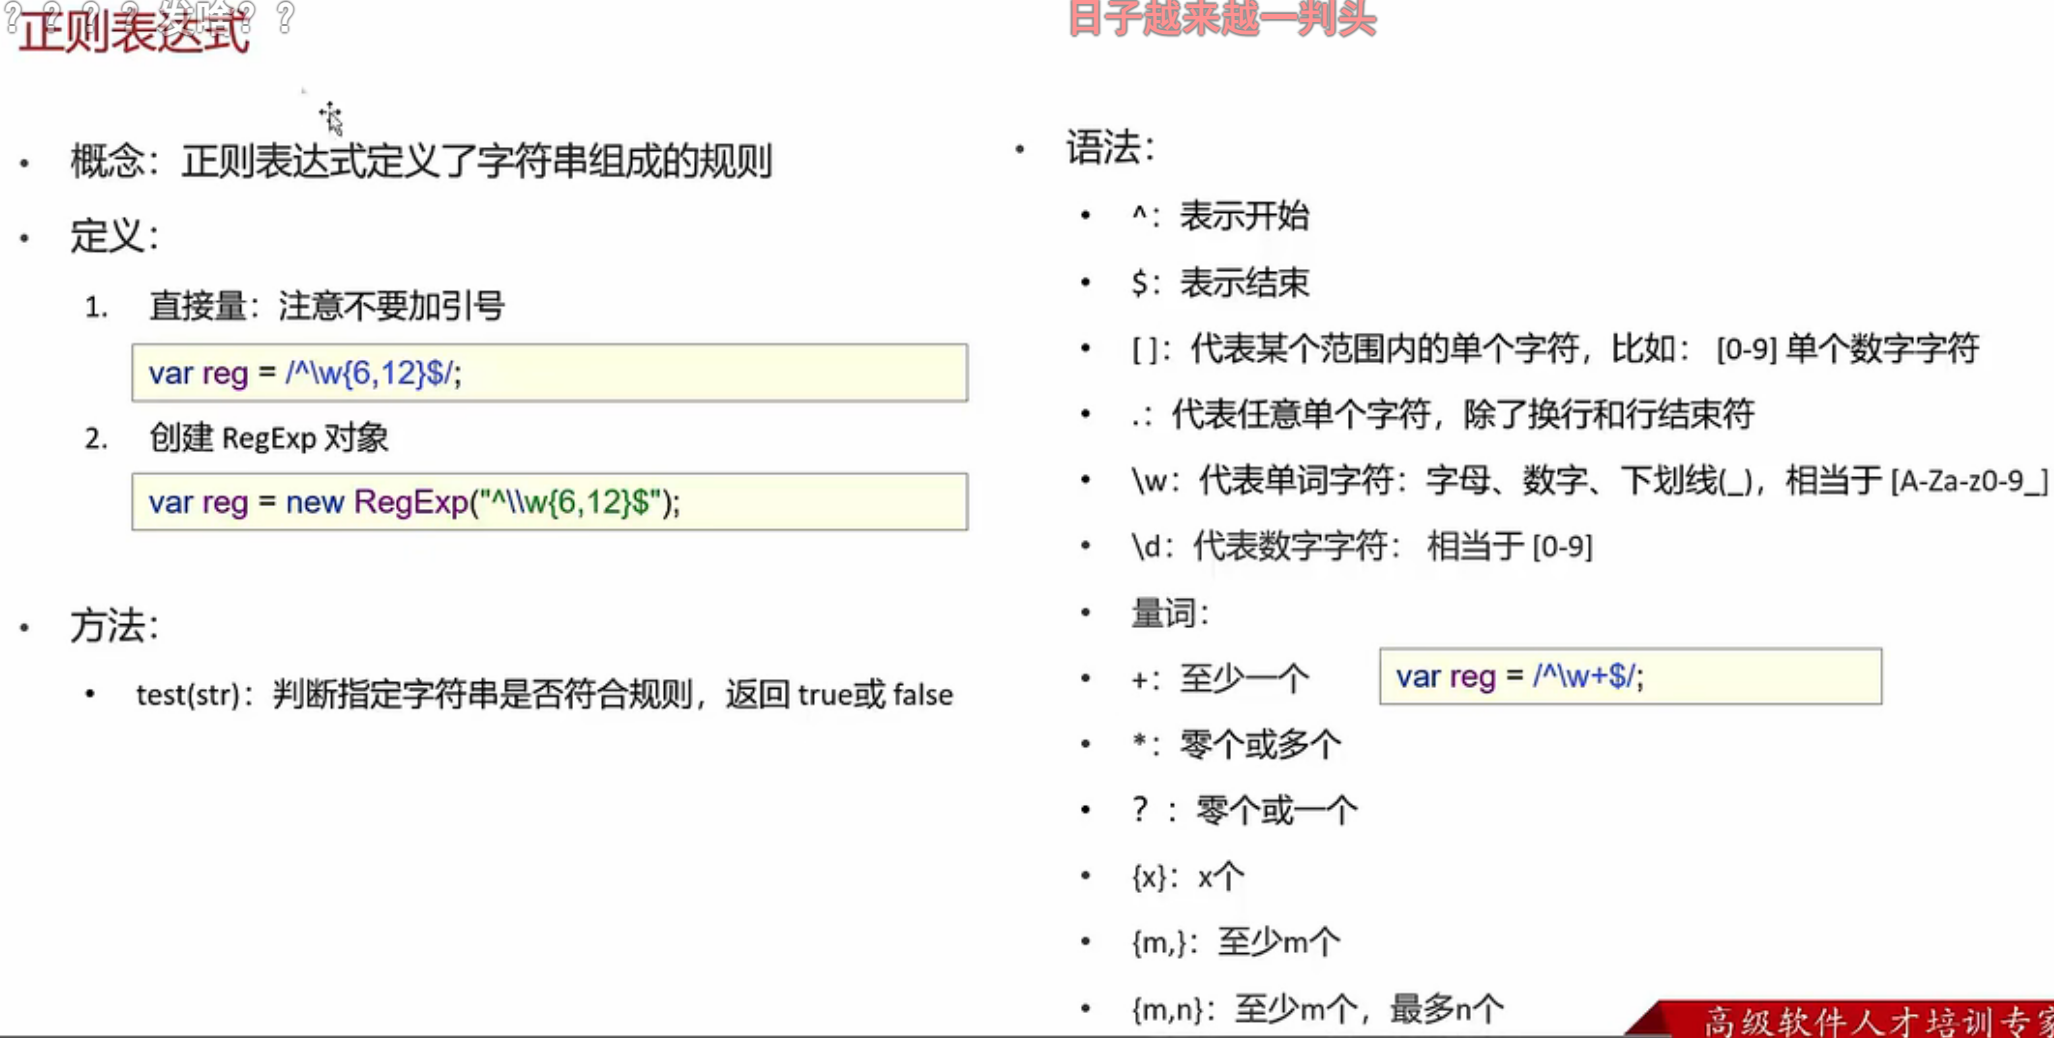 正则表达式
? ? ? ? 发啥? ?
日子越来越一判头
• 概念：正则表达式定义了字符串组成的规则
• 定义：
1. 直接量：注意不要加引号
var reg = /^\w{6,12}$/;
2. 创建 RegExp 对象
var reg = new RegExp("^\\w{6,12}$");
• 方法：
• test(str)：判断指定字符串是否符合规则，返回 true或 false
• 语法：
• ^：表示开始
• $：表示结束
• [ ]：代表某个范围内的单个字符，比如： [0-9] 单个数字字符
• .：代表任意单个字符，除了换行和行结束符
• \w：代表单词字符：字母、数字、下划线(_)，相当于 [A-Za-z0-9_]
• \d：代表数字字符： 相当于 [0-9]
• 量词：
• +：至少一个
var reg = /^\w+$/;
• *：零个或多个
• ？：零个或一个
• {x}：x个
• {m,}：至少m个
• {m,n}：至少m个，最多n个
高级软件人才培训专家